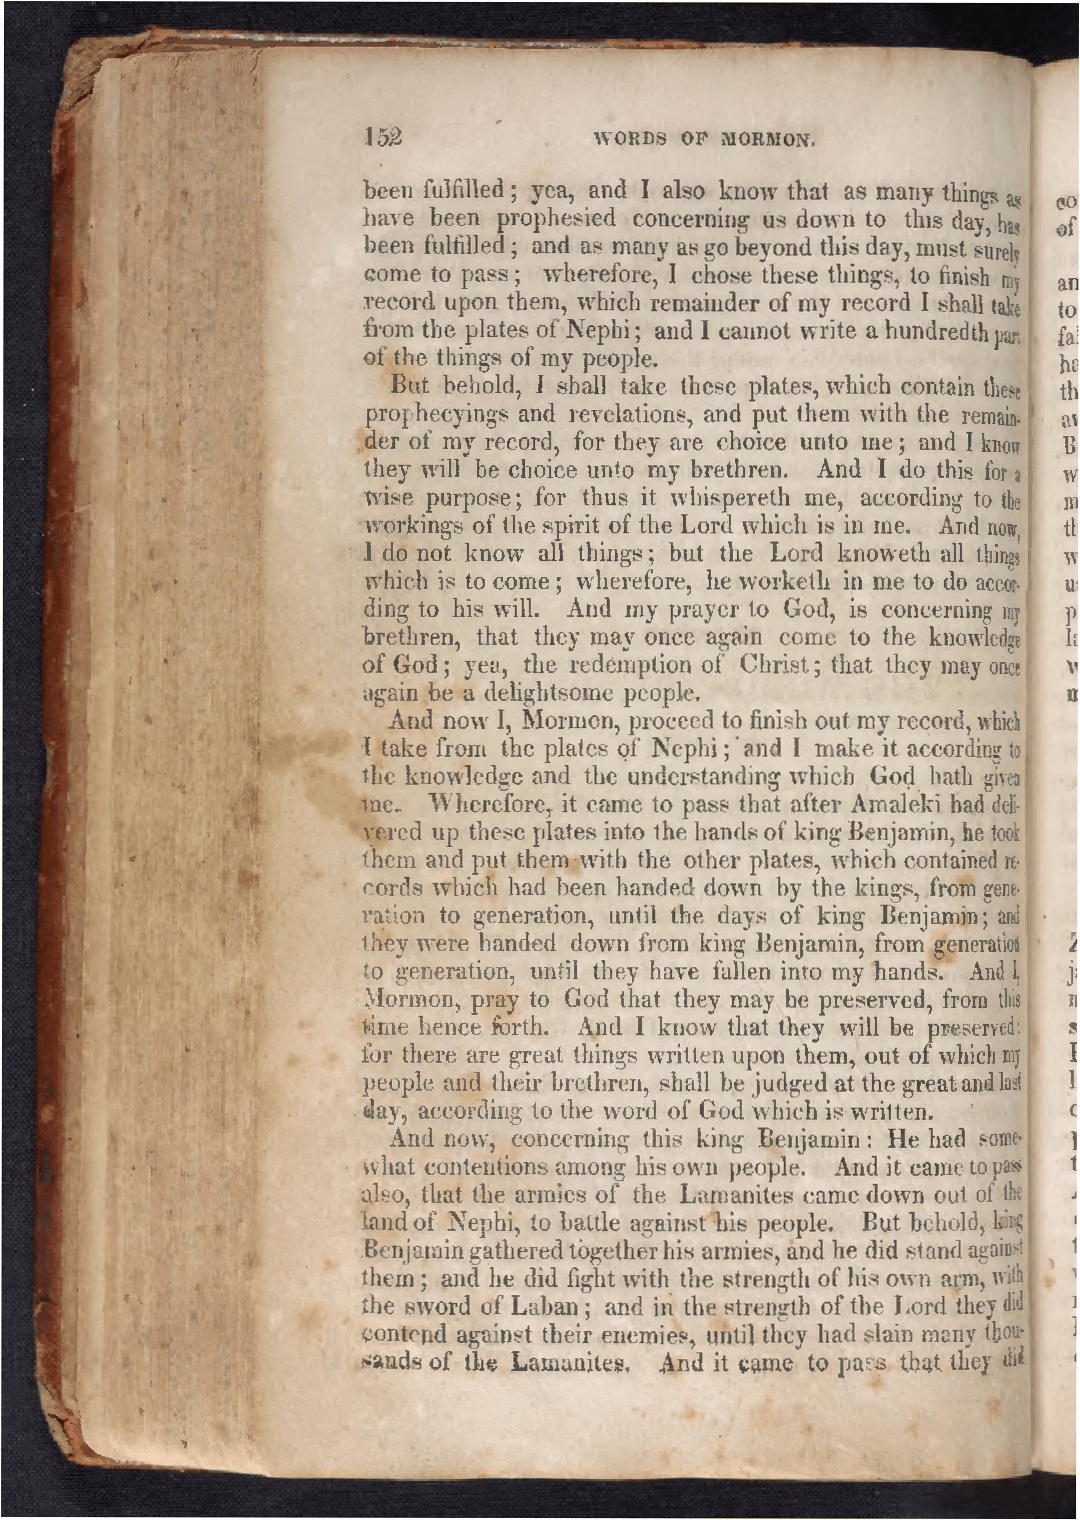 152 WORDS OF MORMON.
been fulfilled; yea, and I also know that as many things as
have been prophesied concerning us down to this day, has
been fulfilled; and as many as go beyond this day, must surely
come to pass; wherefore, I chose these things, to finish my
record upon them, which remainder of my record I shall take
from the plates of Nephi; and I cannot write a hundredth part
of the things of my people.
But behold, I shall take these plates, which contain these
prophecyings and revelations, and put them with the remain-
der of my record, for they are choice unto me; and I know
they will be choice unto my brethren. And I do this for a
wise purpose; for thus it whispereth me, according to the
workings of the spirit of the Lord which is in me. And now,
I do not know all things; but the Lord knoweth all things
which is to come; wherefore, he worketh in me to do accor-
ding to his will. And my prayer to God, is concerning my
brethren, that they may once again come to the knowledge
of God; yea, the redemption of Christ; that they may once
again be a delightsome people.
And now I, Mormon, proceed to finish out my record, which
I take from the plates of Nephi; and I make it according to
the knowledge and the understanding which God hath given
me. Wherefore, it came to pass that after Amaleki had deli-
vered up these plates into the hands of king Benjamin, he took
them and put them with the other plates, which contained re-
cords which had been handed down by the kings, from gene-
ration to generation, until the days of king Benjamin; and
they were handed down from king Benjamin, from generation
to generation, until they have fallen into my hands. And I,
Mormon, pray to God that they may be preserved, from this
time hence forth. And I know that they will be preserved:
for there are great things written upon them, out of which my
people and their brethren, shall be judged at the great and last
day, according to the word of God which is written.
And now, concerning this king Benjamin: He had some-
what contentions among his own people. And it came to pass
also, that the armies of the Lamanites came down out of the
land of Nephi, to battle against his people. But behold, king
Benjamin gathered together his armies, and he did stand against
them; and he did fight with the strength of his own arm, with
the sword of Laban; and in the strength of the Lord they did
contend against their enemies, until they had slain many thou-
sands of the Lamanites. And it came to pass that they did